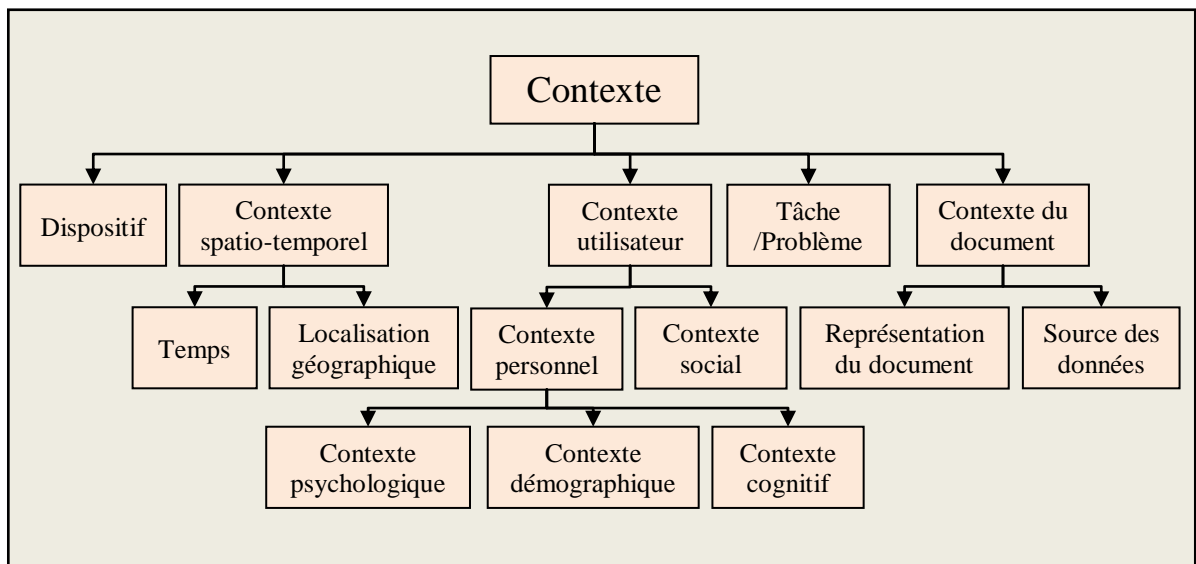 Contexte
Dispositif
Contexte
spatio-temporel
Contexte
utilisateur
Tâche
/Problème
Contexte du
document
Temps
Localisation
géographique
Contexte
personnel
Contexte
social
Représentation
du document
Source des
données
Contexte
psychologique
Contexte
démographique
Contexte
cognitif